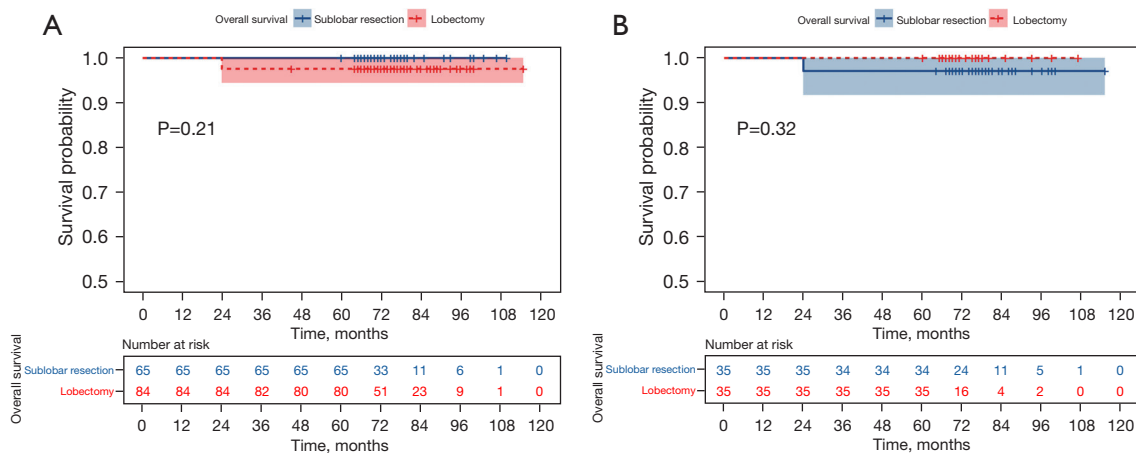 A
Overall survival Sublobar resection Lobectomy
1.0
0.9
0.8
0.7
0.6
0.5
Survival probability
P=0.21
0 12 24 36 48 60 72 84 96 108 120
Time, months
Number at risk
Overall survival
Sublobar resection 65 65 65 65 65 65 33 11 6 1 0
Lobectomy 84 84 84 82 80 80 51 23 9 1 0
0 12 24 36 48 60 72 84 96 108 120
Time, months
B
Overall survival Sublobar resection Lobectomy
1.0
0.9
0.8
0.7
0.6
0.5
Survival probability
P=0.32
0 12 24 36 48 60 72 84 96 108 120
Time, months
Number at risk
Overall survival
Sublobar resection 35 35 35 34 34 34 24 11 5 1 0
Lobectomy 35 35 35 35 35 35 16 4 2 0 0
0 12 24 36 48 60 72 84 96 108 120
Time, months